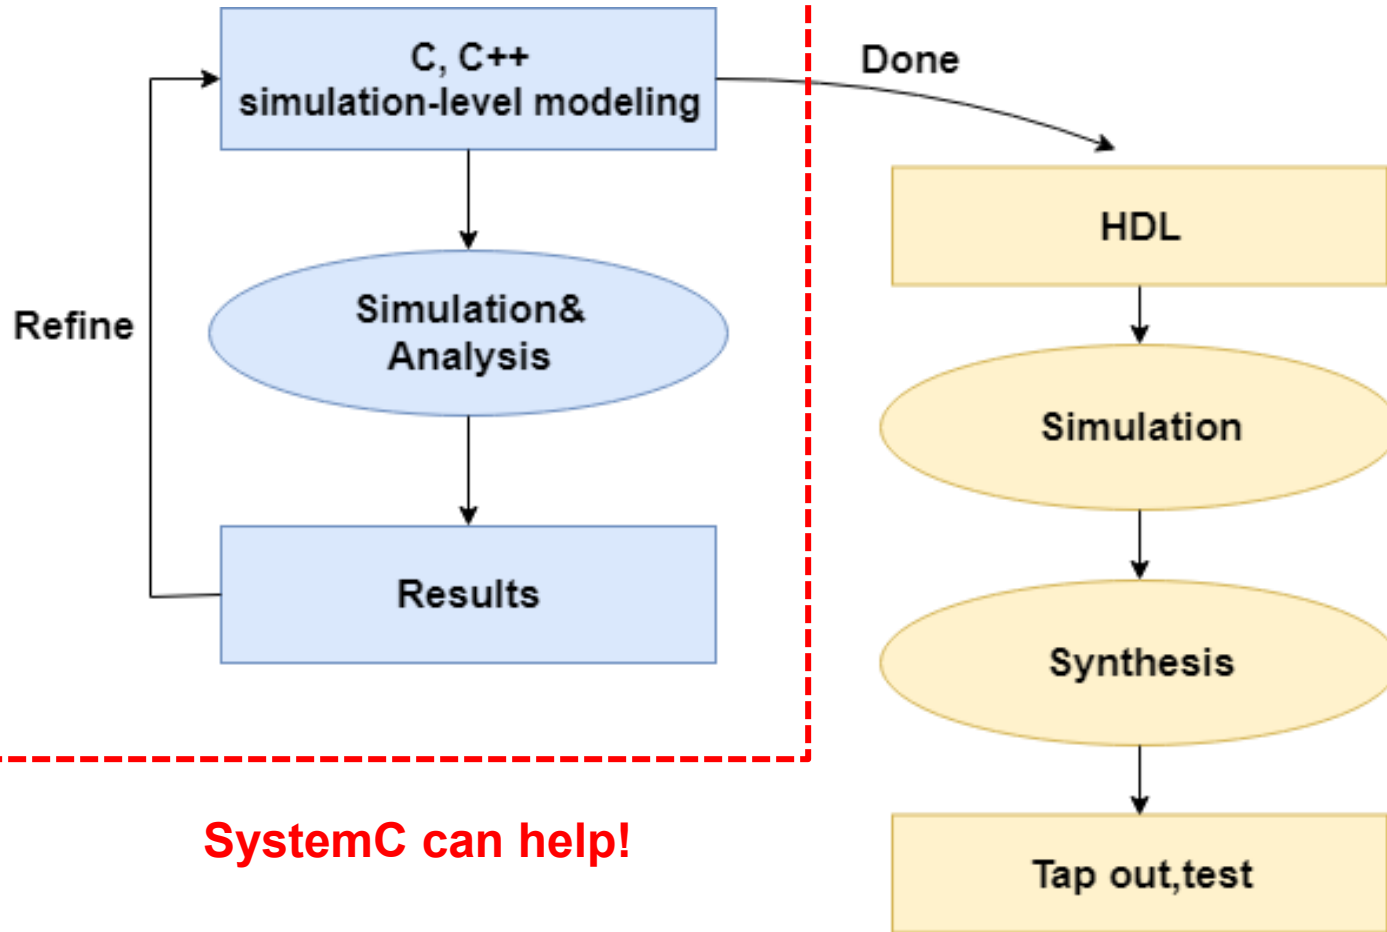 C, C++
simulation-level modeling
Done
HDL
Refine
Simulation&
Analysis
Simulation
Results
Synthesis
SystemC can help!
Tap out,test